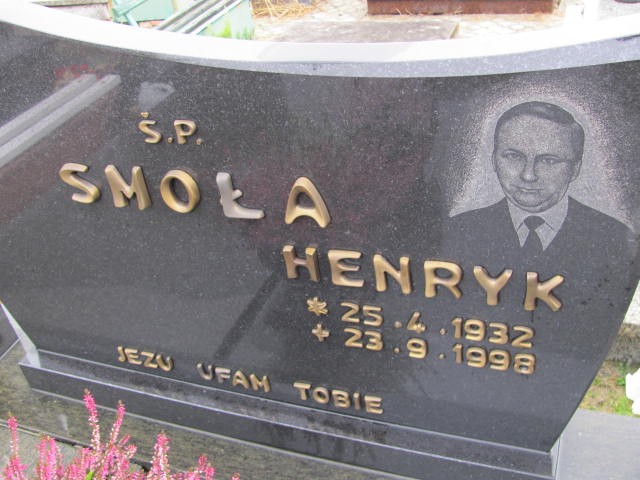 Ś.P.
SMOŁA
HENRYK
* 25.4.1932
+ 23.9.1998
JEZU UFAM TOBIE